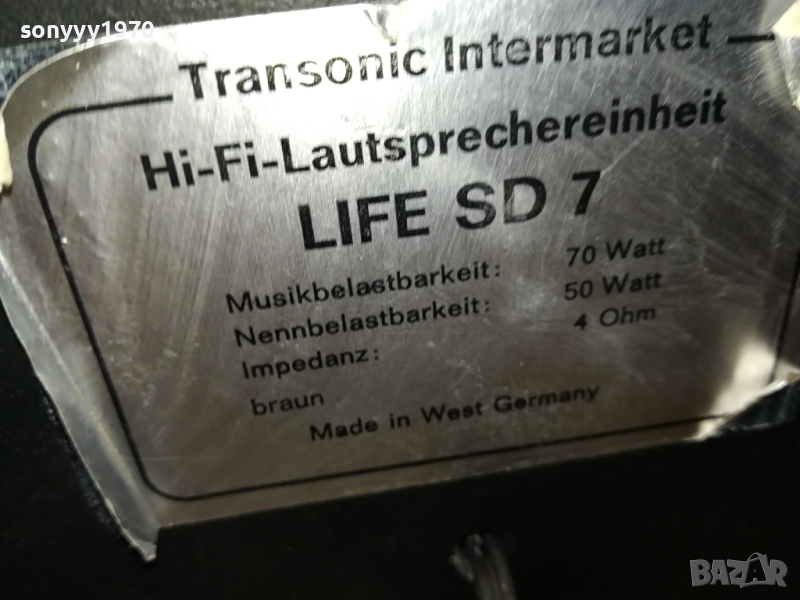 sonyyy1970
Transonic Intermarket
Hi-Fi-Lautsprechereinheit
LIFE SD 7
Musikbelastbarkeit: 70 Watt
Nennbelastbarkeit: 50 Watt
Impedanz: 4 Ohm
braun
Made in West Germany
BAZAR